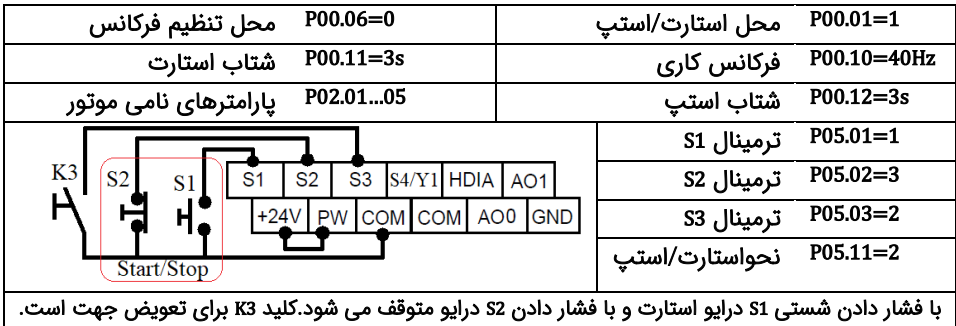 محل استارت/استپ P00.01=1 محل تنظیم فرکانس P00.06=0
فرکانس کاری P00.10=40Hz شتاب استارت P00.11=3s
شتاب استپ P00.12=3s پارامترهای نامی موتور P02.01...05
ترمینال S1 P05.01=1
ترمینال S2 P05.02=3
ترمینال S3 P05.03=2
نحواستارت/استپ P05.11=2
K3 S2 S1
S1 S2 S3 S4/Y1 HDIA AO1
+24V PW COM COM AO0 GND
Start/Stop
با فشار دادن شستی S1 درایو استارت و با فشار دادن S2 درایو متوقف می شود.کلید K3 برای تعویض جهت است.